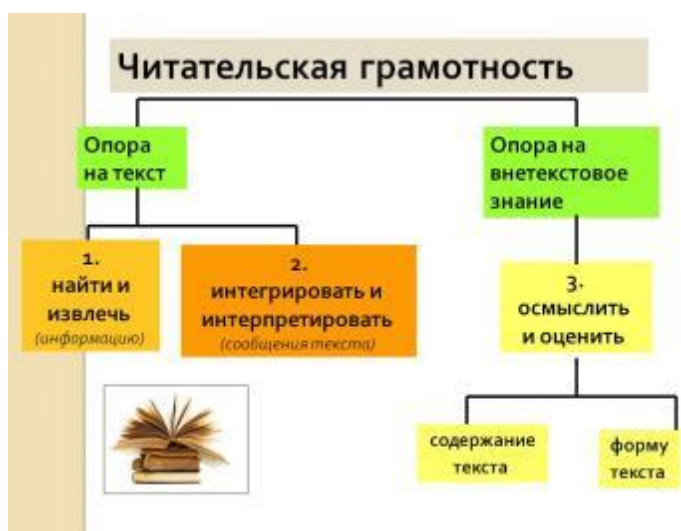 Читательская грамотность
Опора
на текст
Опора на
внетекстовое
знание
1.
найти и
извлечь
(информацию)
2.
интегрировать и
интерпретировать
(сообщения текста)
3.
осмыслить
и оценить
содержание
текста
форму
текста